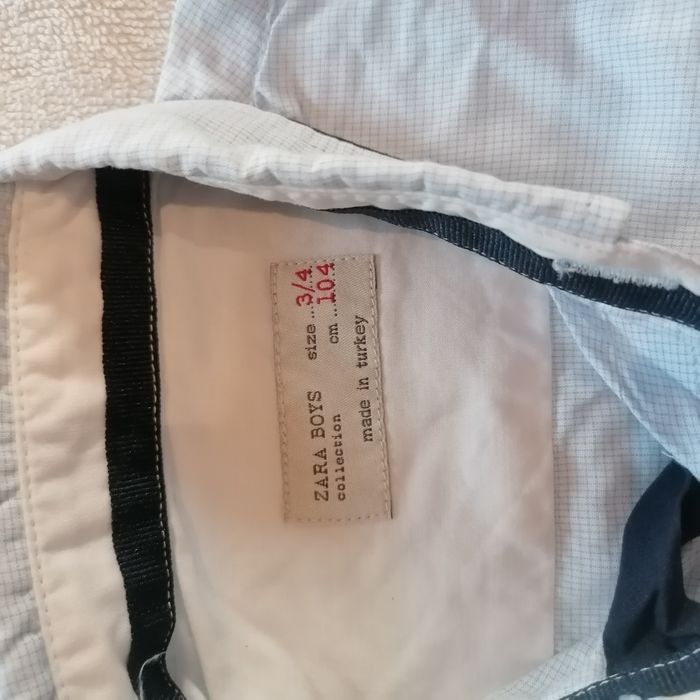 ZARA BOYS size ...3/4
collection cm ...104
made in turkey